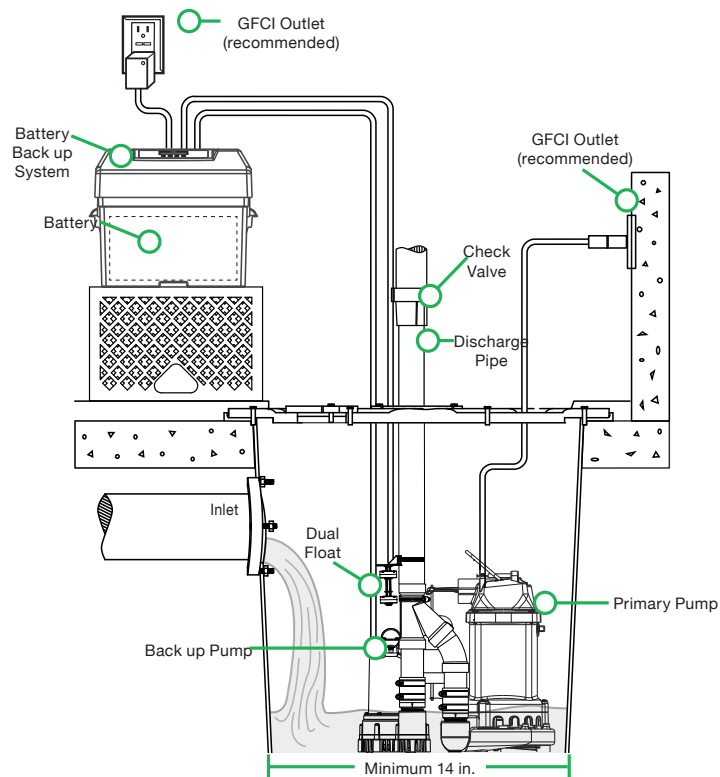 GFCI Outlet
(recommended)
Battery
Back up
System
GFCI Outlet
(recommended)
Battery
Check
Valve
Discharge
Pipe
Inlet
Dual
Float
Primary Pump
Back up Pump
Minimum 14 in.